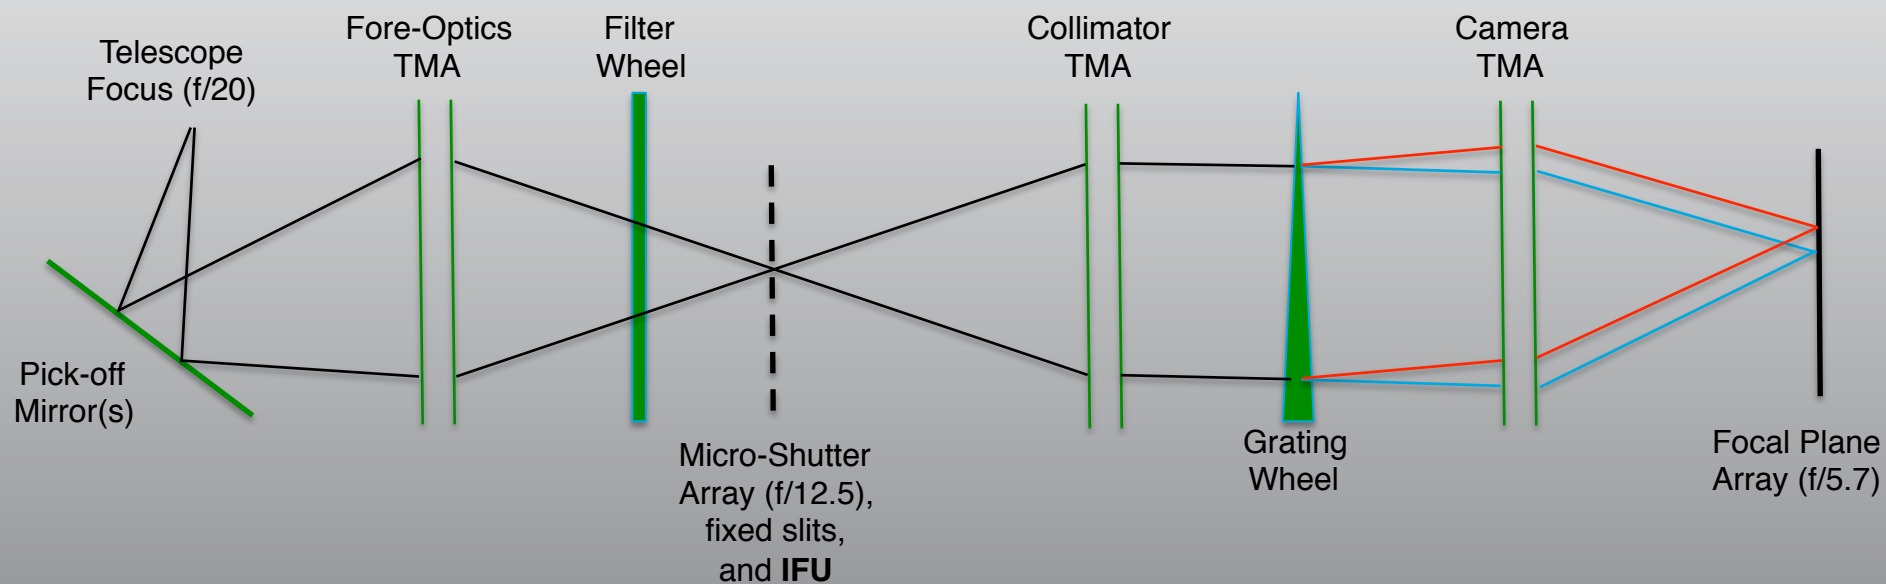 Telescope
Focus (f/20)
Fore-Optics
TMA
Filter
Wheel
Collimator
TMA
Camera
TMA
Pick-off
Mirror(s)
Micro-Shutter
Array (f/12.5),
fixed slits,
and IFU
Grating
Wheel
Focal Plane
Array (f/5.7)